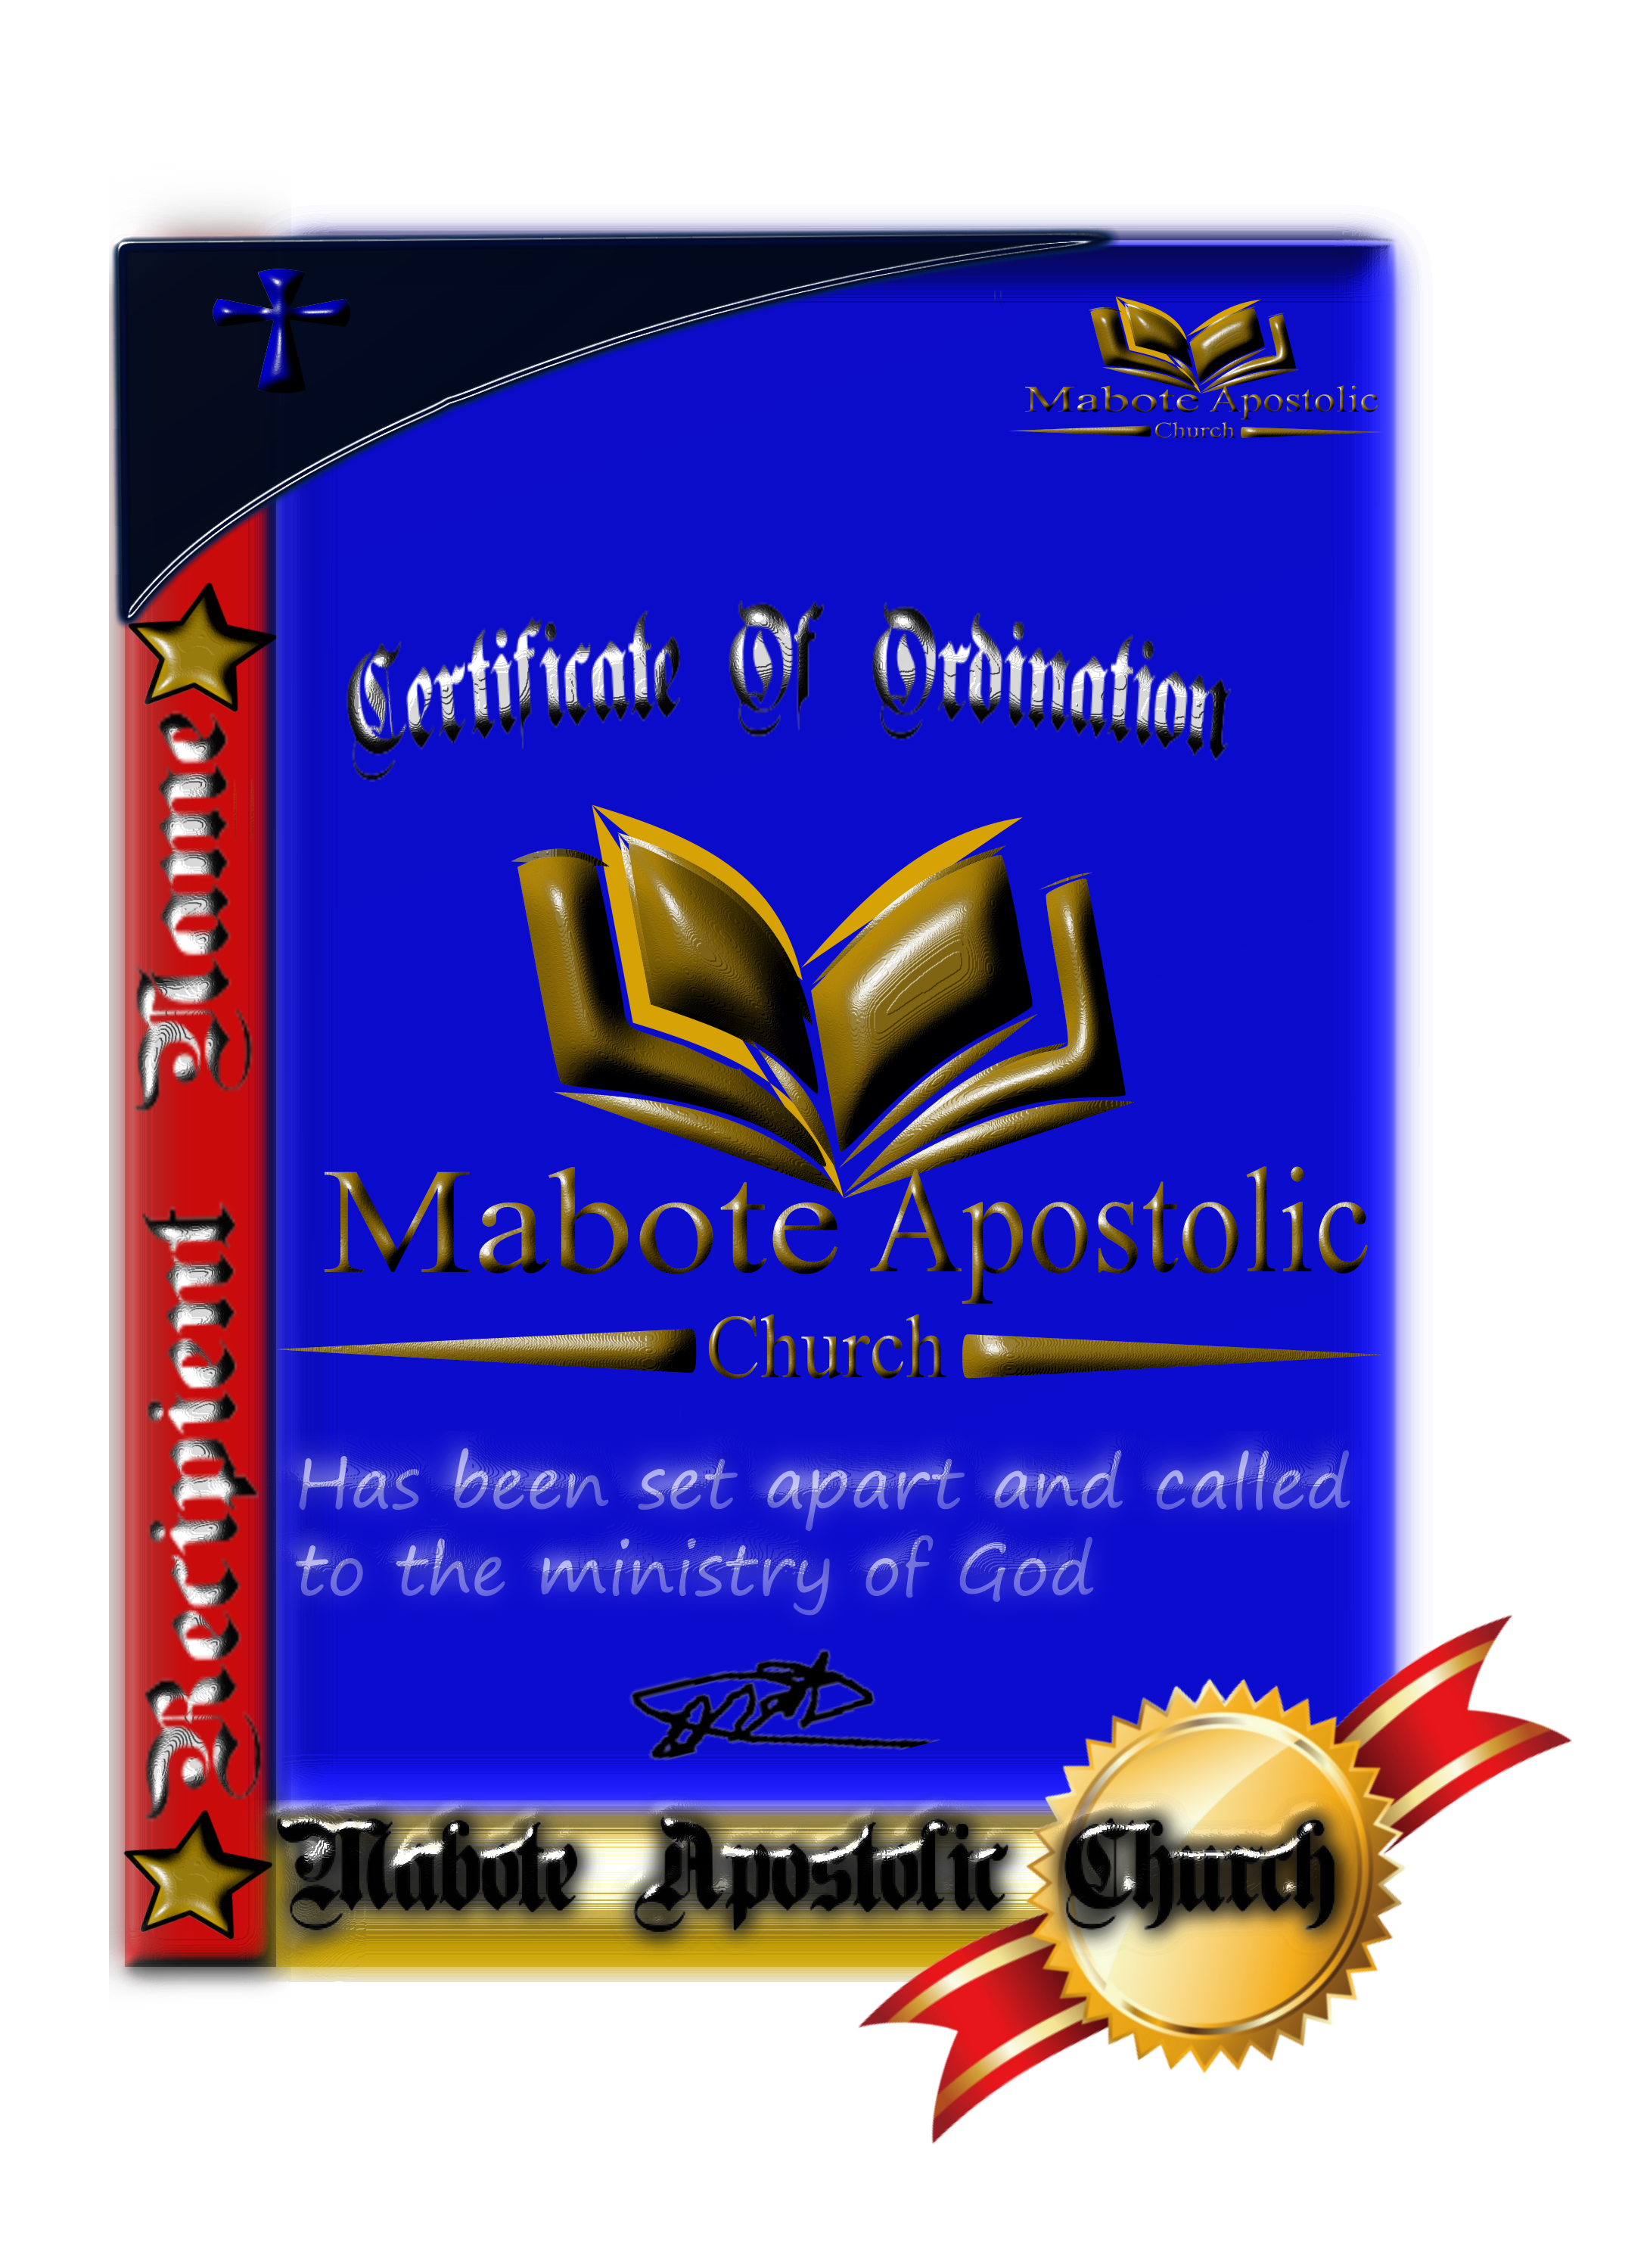 Mabote Apostolic
Church
Certificate Of Ordination
Recipient Name
Mabote Apostolic
Church
Has been set apart and called
to the ministry of God
Mabote Apostolic Church